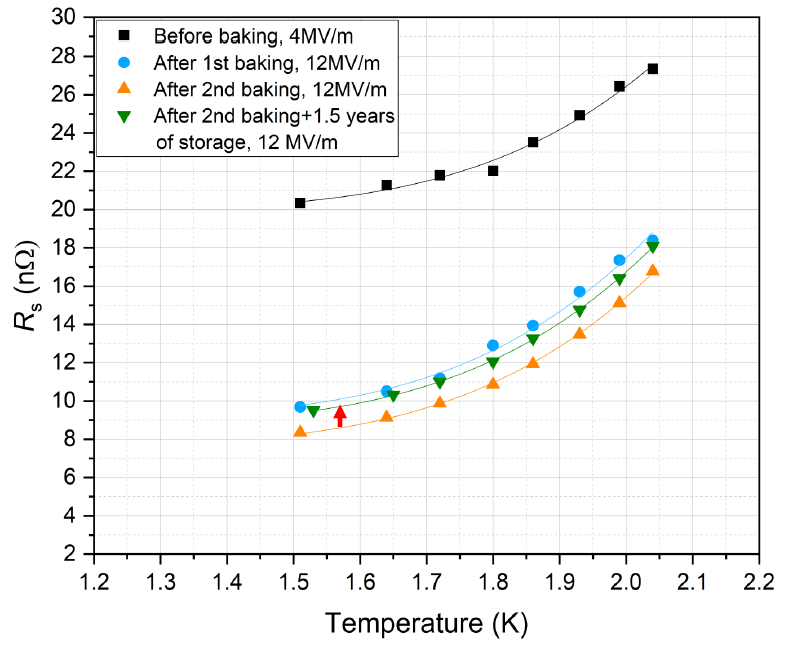 Before baking, 4MV/m
After 1st baking, 12MV/m
After 2nd baking, 12MV/m
After 2nd baking+1.5 years
of storage, 12 MV/m
30
28
26
24
22
20
18
16
14
12
10
8
6
4
2
Rs (nΩ)
1.2 1.3 1.4 1.5 1.6 1.7 1.8 1.9 2.0 2.1 2.2
Temperature (K)